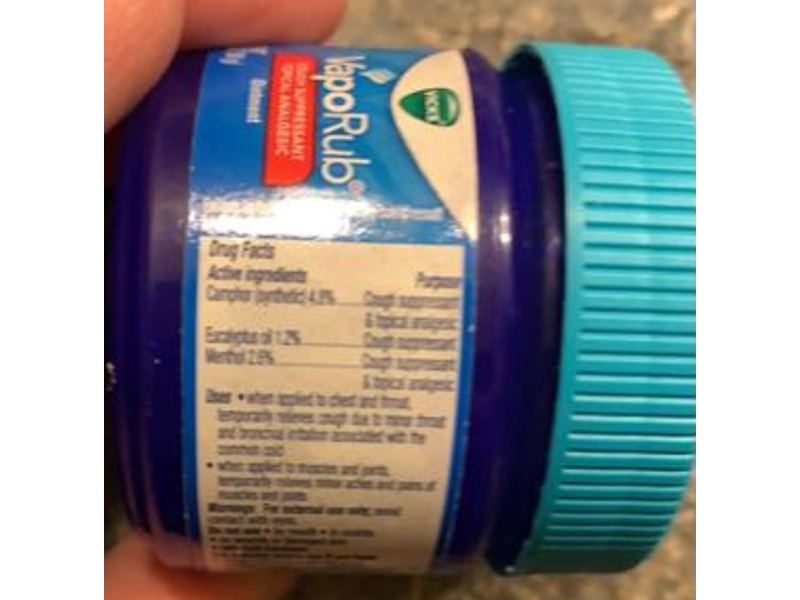 VICKS
VapoRub®
COUGH SUPPRESSANT
TOPICAL ANALGESIC
Ointment
Drug Facts
Active ingredients Purpose
Camphor (synthetic) 4.8% Cough suppressant
& topical analgesic
Eucalyptus oil 1.2% Cough suppressant
Menthol 2.6% Cough suppressant
& topical analgesic
Uses • when applied to chest and throat,
temporarily relieves cough due to minor throat
and bronchial irritation associated with the
common cold
• when applied to muscles and joints,
temporarily relieves minor aches and pains of
muscles and joints
Warnings For external use only; avoid
contact with eyes.
Do not use • by mouth